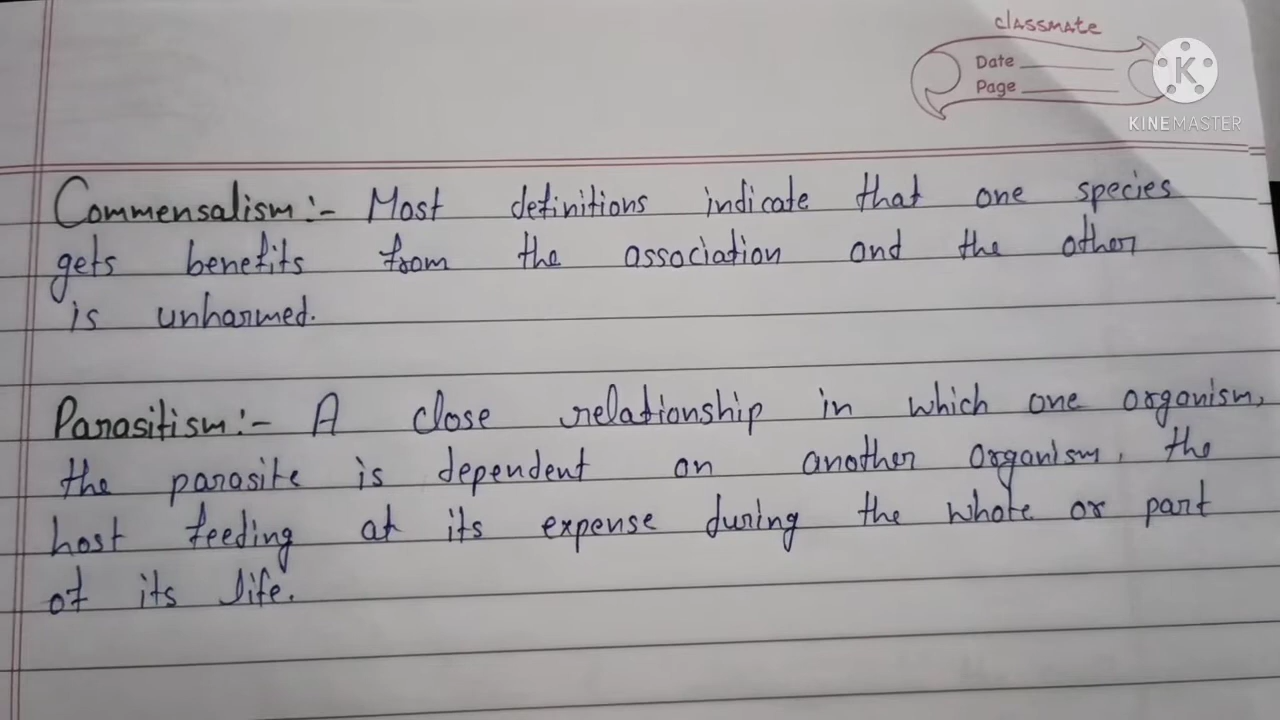 classmate
Date
Page
K
KINEMASTER
Commensalism:- Most definitions indicate that one species
gets benefits from the association and the other
is unharmed.
Parasitism:- A close relationship in which one organism,
the parasite is dependent on another organism, the
host feeding at its expense during the whole or part
of its life.